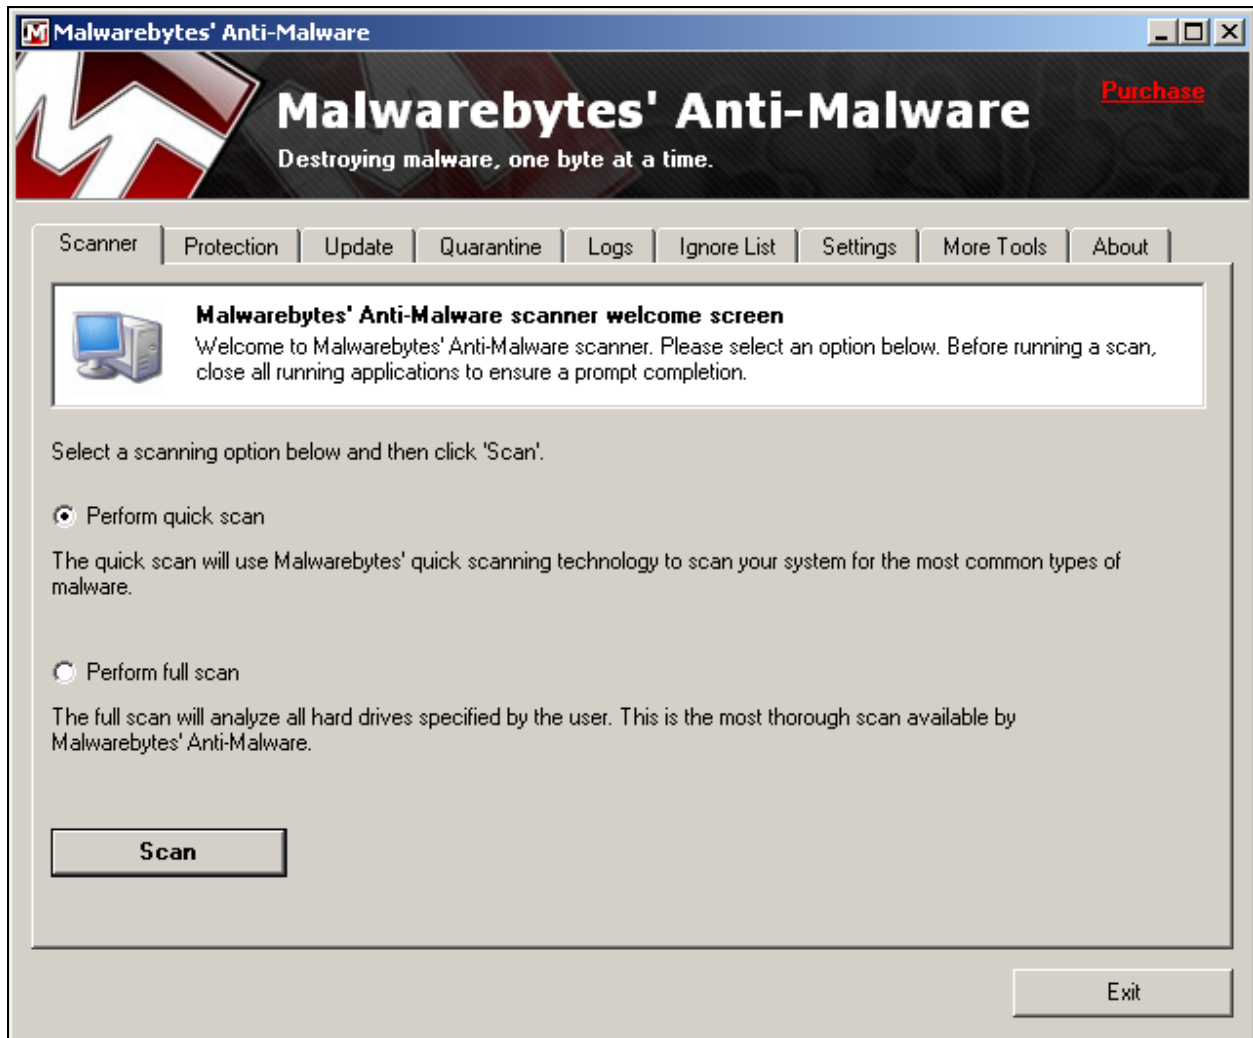 Malwarebytes' Anti-Malware
Malwarebytes' Anti-Malware
Purchase
Destroying malware, one byte at a time.
Scanner Protection Update Quarantine Logs Ignore List Settings More Tools About
Malwarebytes' Anti-Malware scanner welcome screen
Welcome to Malwarebytes' Anti-Malware scanner. Please select an option below. Before running a scan,
close all running applications to ensure a prompt completion.
Select a scanning option below and then click 'Scan'.
Perform quick scan
The quick scan will use Malwarebytes' quick scanning technology to scan your system for the most common types of
malware.
Perform full scan
The full scan will analyze all hard drives specified by the user. This is the most thorough scan available by
Malwarebytes' Anti-Malware.
Scan
Exit